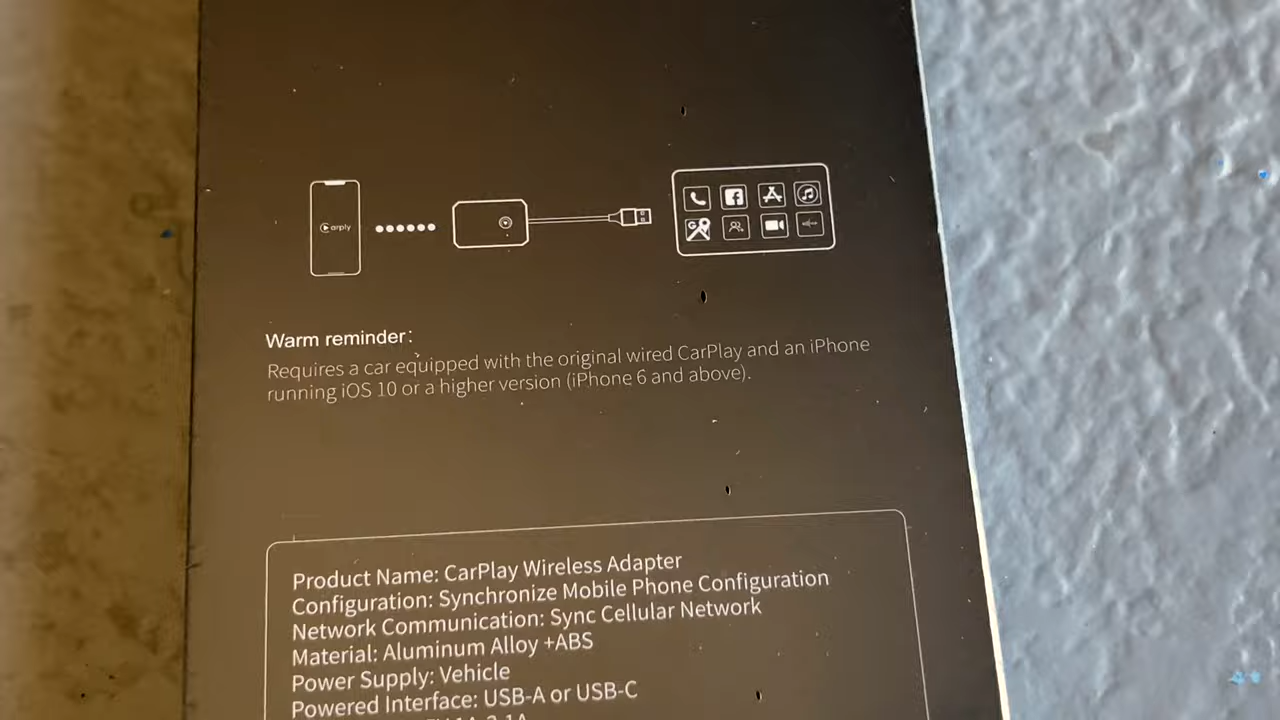 arply
Warm reminder:
Requires a car equipped with the original wired CarPlay and an iPhone
running iOS 10 or a higher version (iPhone 6 and above).
Product Name: CarPlay Wireless Adapter
Configuration: Synchronize Mobile Phone Configuration
Network Communication: Sync Cellular Network
Material: Aluminum Alloy +ABS
Power Supply: Vehicle
Powered Interface: USB-A or USB-C